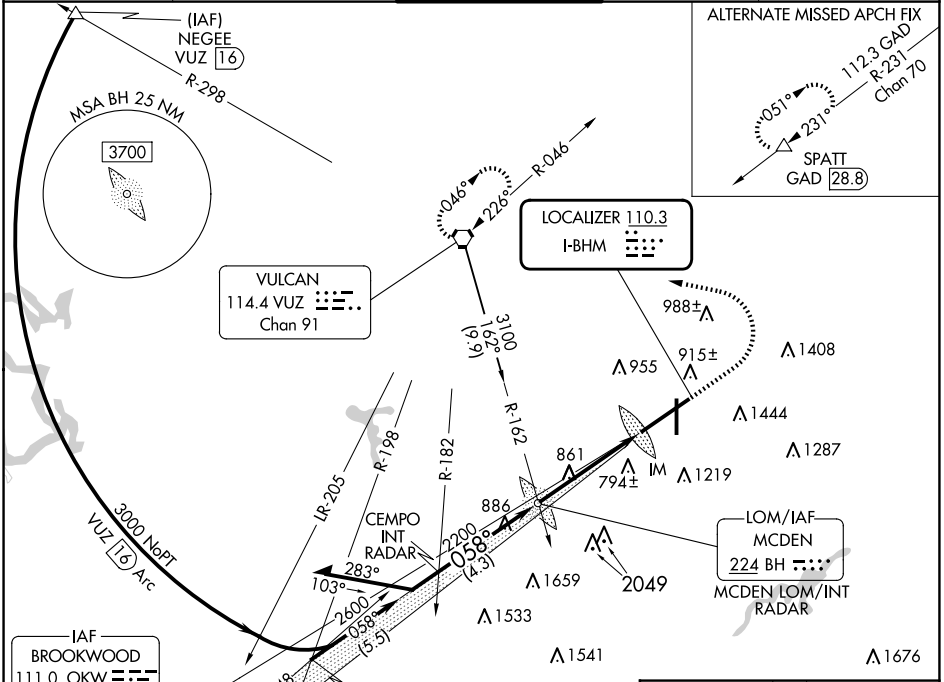 (IAF)
NEGEE
VUZ 16
R-298
MSA BH 25 NM
3700
ALTERNATE MISSED APCH FIX
112.3 GAD
R-231
Chan 70
051°
231°
SPATT
GAD 28.8
R-046
046°
226°
LOCALIZER 110.3
I-BHM
VULCAN
114.4 VUZ
Chan 91
3100
162°
(9.9)
R-162
988±
915±
955
1408
1444
1287
1219
IM
794±
861
886
LR-205
R-198
R-182
CEMPO
INT
RADAR
2200
058°
(4.3)
283°
103°
2600
058°
(5.5)
3000 NoPT
VUZ 16 Arc
LOM/IAF
MCDEN
224 BH
MCDEN LOM/INT
RADAR
2049
1659
1533
1541
1676
IAF
BROOKWOOD
111.0 OKW